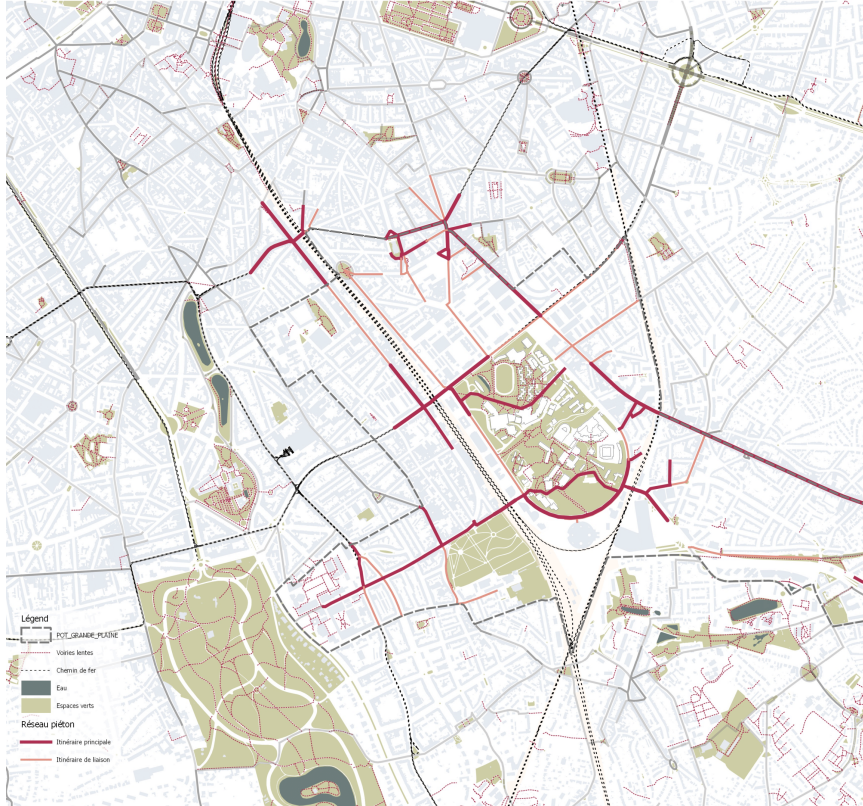 Légend
POT_GRANDE_PLAINE
Voiries lentes
Chemin de fer
Eau
Espaces verts
Réseau piéton
Itinéraire principale
Itinéraire de liaison